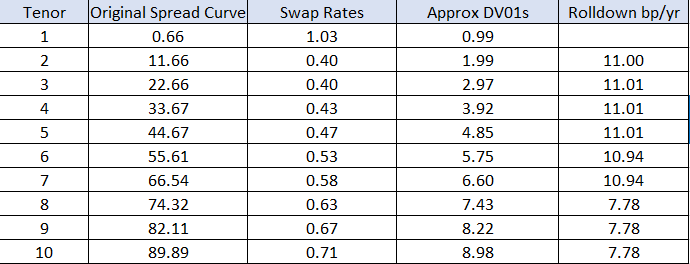 Tenor Original Spread Curve Swap Rates Approx DV01s Rolldown bp/yr
1 0.66 1.03 0.99
2 11.66 0.40 1.99 11.00
3 22.66 0.40 2.97 11.01
4 33.67 0.43 3.92 11.01
5 44.67 0.47 4.85 11.01
6 55.61 0.53 5.75 10.94
7 66.54 0.58 6.60 10.94
8 74.32 0.63 7.43 7.78
9 82.11 0.67 8.22 7.78
10 89.89 0.71 8.98 7.78